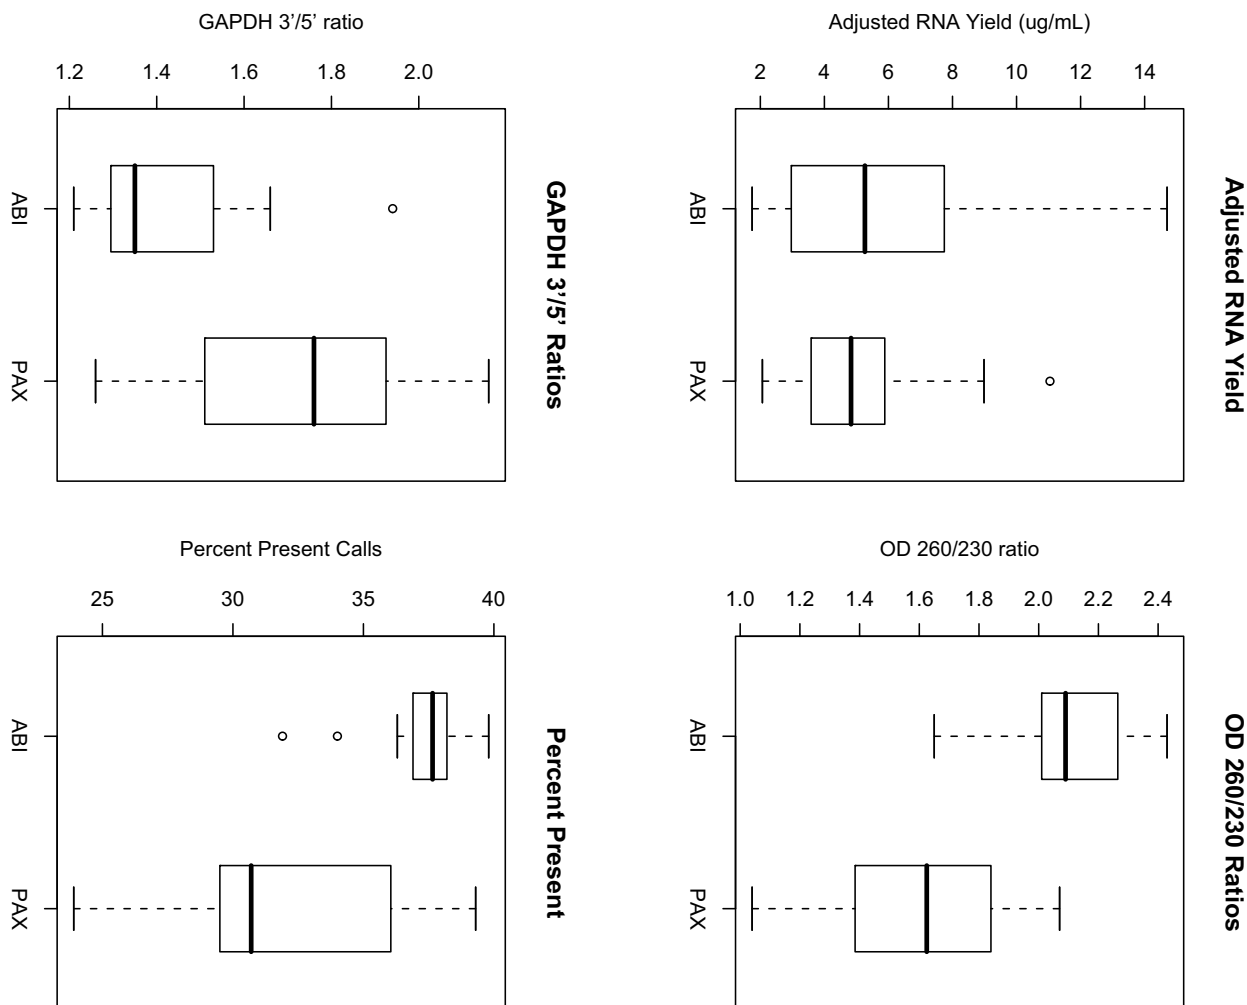 GAPDH 3’/5’ ratio
1.2 1.4 1.6 1.8 2.0
ABI
PAX
GAPDH 3’/5’ Ratios
Adjusted RNA Yield (ug/mL)
2 4 6 8 10 12 14
ABI
PAX
Adjusted RNA Yield
Percent Present Calls
25 30 35 40
ABI
PAX
Percent Present
OD 260/230 ratio
1.0 1.2 1.4 1.6 1.8 2.0 2.2 2.4
ABI
PAX
OD 260/230 Ratios